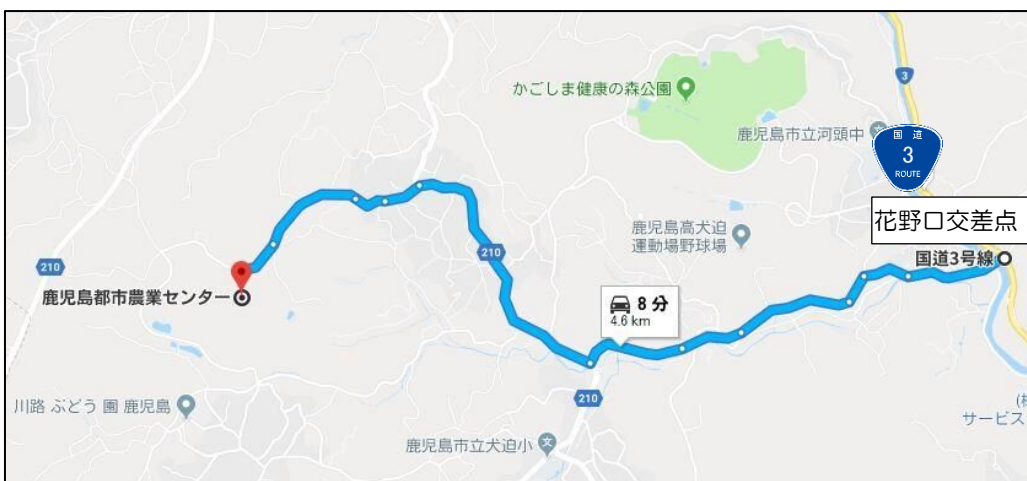 かごしま健康の森公園
3
鹿児島市立河頭中
文
国道
3
ROUTE
花野口交差点
鹿児島高犬迫
運動場野球場
国道3号線
210
210
鹿児島都市農業センター
8 分
4.6 km
210
川路 ぶどう 園 鹿児島
鹿児島市立犬迫小
文
サービス